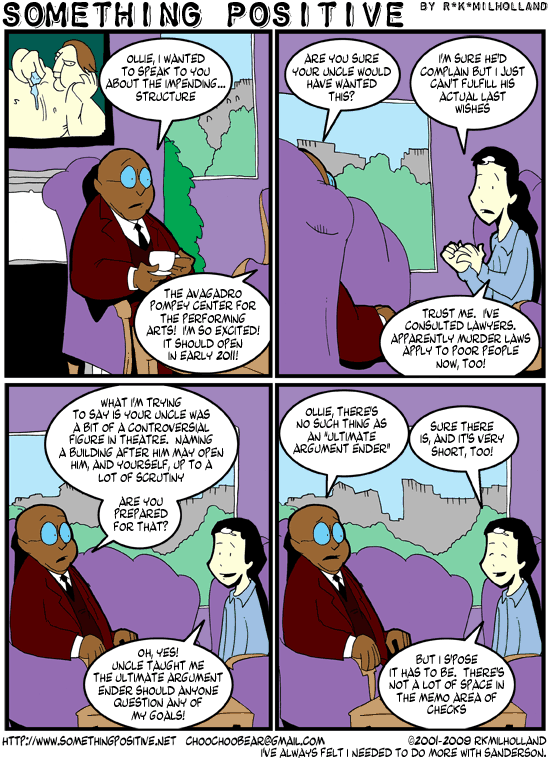 SOMETHING POSITIVE
BY R*K*MILHOLLAND
OLLIE, I WANTED
TO SPEAK TO YOU
ABOUT THE IMPENDING...
STRUCTURE
THE AVAGADRO
POMPEY CENTER FOR
THE PERFORMING
ARTS! I'M SO EXCITED!
IT SHOULD OPEN
IN EARLY 2011!
ARE YOU SURE
YOUR UNCLE WOULD
HAVE WANTED
THIS?
I'M SURE HE'D
COMPLAIN BUT I JUST
CAN'T FULFILL HIS
ACTUAL LAST
WISHES
TRUST ME. I'VE
CONSULTED LAWYERS.
APPARENTLY MURDER LAWS
APPLY TO POOR PEOPLE
NOW, TOO!
WHAT I'M TRYING
TO SAY IS YOUR UNCLE WAS
A BIT OF A CONTROVERSIAL
FIGURE IN THEATRE. NAMING
A BUILDING AFTER HIM MAY OPEN
HIM, AND YOURSELF, UP TO A
LOT OF SCRUTINY
ARE YOU
PREPARED
FOR THAT?
OH, YES!
UNCLE TAUGHT ME
THE ULTIMATE ARGUMENT
ENDER SHOULD ANYONE
QUESTION ANY OF
MY GOALS!
OLLIE, THERE'S
NO SUCH THING AS
AN "ULTIMATE
ARGUMENT ENDER"
SURE THERE
IS, AND IT'S VERY
SHORT, TOO!
BUT I S'POSE
IT HAS TO BE. THERE'S
NOT A LOT OF SPACE IN
THE MEMO AREA OF
CHECKS
HTTP://WWW.SOMETHINGPOSITIVE.NET CHOOCHOOBEAR@GMAIL.COM
©2001-2009 RKMILHOLLAND
I'VE ALWAYS FELT I NEEDED TO DO MORE WITH SANDERSON.